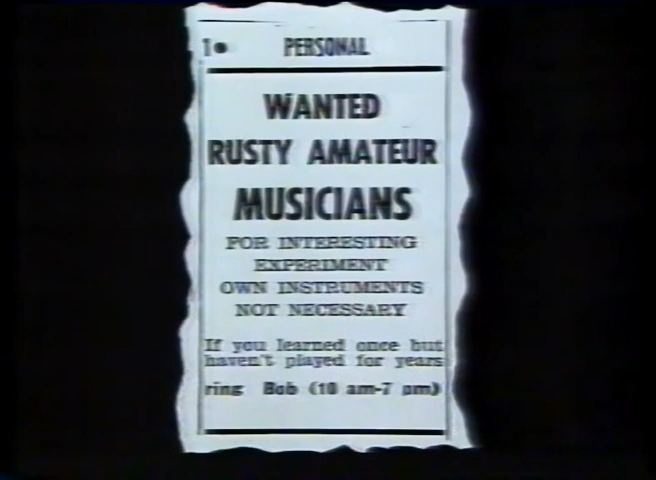 1• PERSONAL
WANTED
RUSTY AMATEUR
MUSICIANS
FOR INTERESTING
EXPERIMENT
OWN INSTRUMENTS
NOT NECESSARY
If you learned once but
haven't played for years
ring Bob (10 am-7 pm)